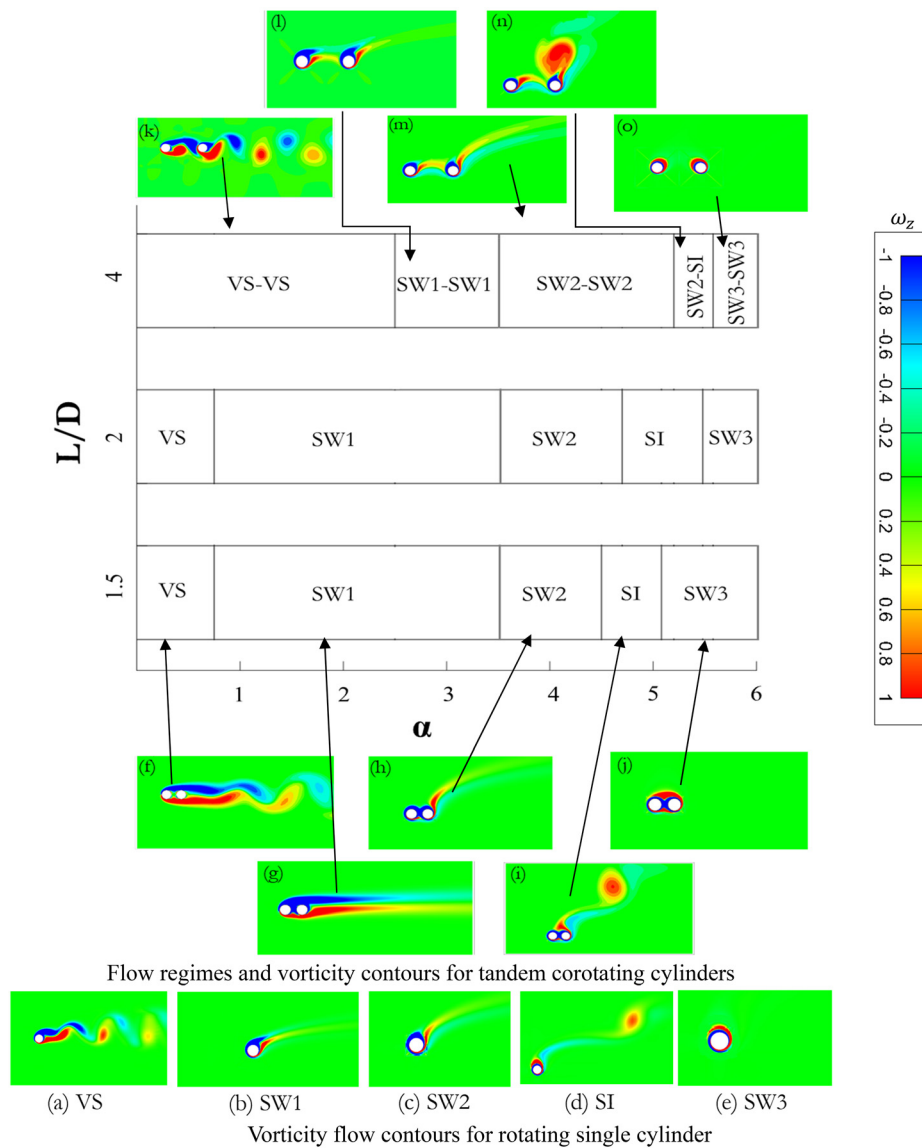 (l)
(n)
(k)
(m)
(o)
ω_z
4
VS-VS
SW1-SW1
SW2-SW2
SW2-SI
SW3-SW3
-1
-0.8
-0.6
-0.4
-0.2
0
0.2
0.4
0.6
0.8
1
L/D
2
VS
SW1
SW2
SI
SW3
1.5
VS
SW1
SW2
SI
SW3
1 2 3 4 5 6
α
(f)
(h)
(j)
(g)
(i)
Flow regimes and vorticity contours for tandem corotating cylinders
(a) VS
(b) SW1
(c) SW2
(d) SI
(e) SW3
Vorticity flow contours for rotating single cylinder